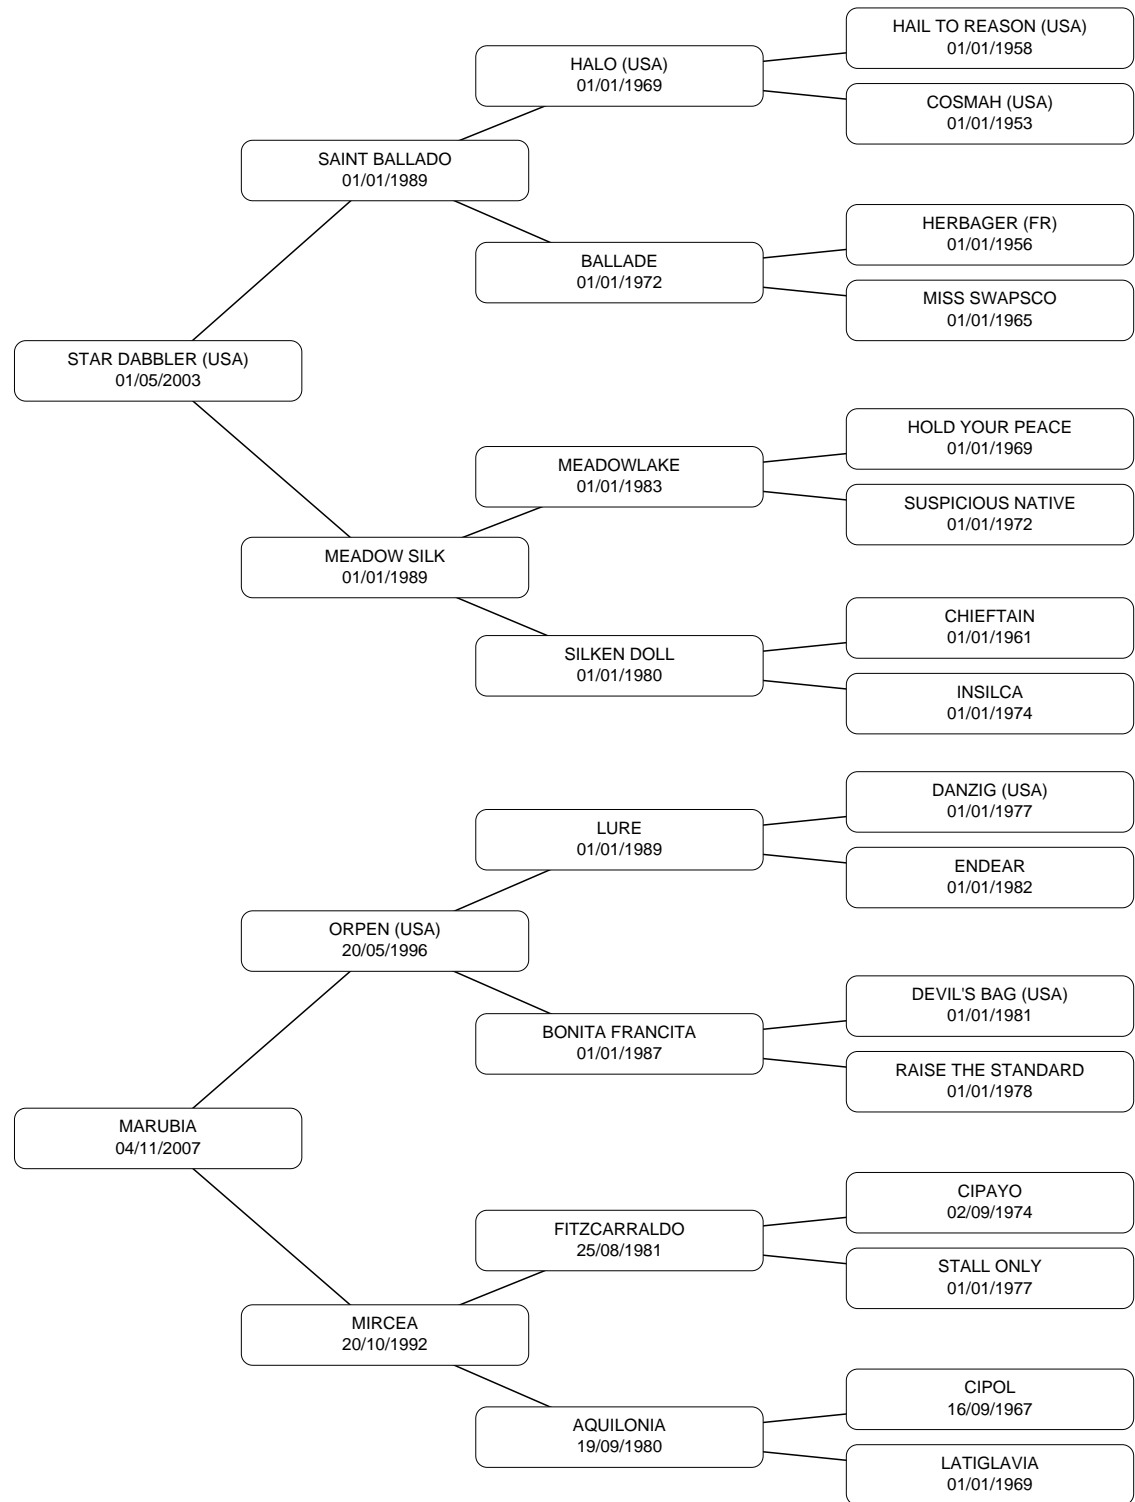 HAIL TO REASON (USA)
01/01/1958
HALO (USA)
01/01/1969
COSMAH (USA)
01/01/1953
SAINT BALLADO
01/01/1989
HERBAGER (FR)
01/01/1956
BALLADE
01/01/1972
MISS SWAPSCO
01/01/1965
STAR DABBLER (USA)
01/05/2003
HOLD YOUR PEACE
01/01/1969
MEADOWLAKE
01/01/1983
SUSPICIOUS NATIVE
01/01/1972
MEADOW SILK
01/01/1989
CHIEFTAIN
01/01/1961
SILKEN DOLL
01/01/1980
INSILCA
01/01/1974
DANZIG (USA)
01/01/1977
LURE
01/01/1989
ENDEAR
01/01/1982
ORPEN (USA)
20/05/1996
DEVIL'S BAG (USA)
01/01/1981
BONITA FRANCITA
01/01/1987
RAISE THE STANDARD
01/01/1978
MARUBIA
04/11/2007
CIPAYO
02/09/1974
FITZCARRALDO
25/08/1981
STALL ONLY
01/01/1977
MIRCEA
20/10/1992
CIPOL
16/09/1967
AQUILONIA
19/09/1980
LATIGLAVIA
01/01/1969